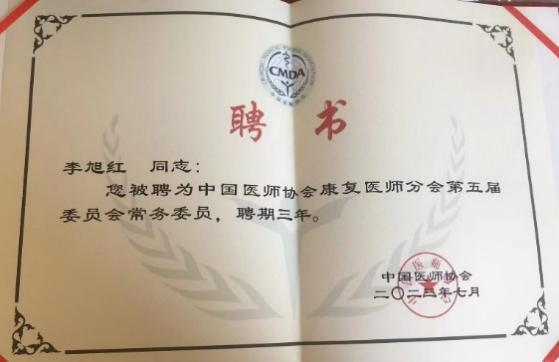 CMDA
聘书
李旭红 同志：
您被聘为中国医师协会康复医师分会第五届
委员会常务委员，聘期三年。
中国医师协会
二〇二三年七月